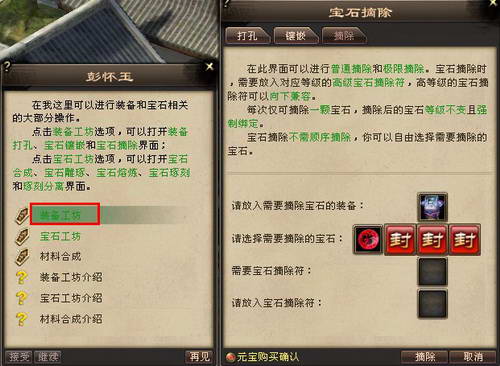 彭怀玉
在我这里可以进行装备和宝石相关
的大部分操作。
点击装备工坊选项，可以打开装备
打孔、宝石镶嵌和宝石摘除界面；
点击宝石工坊选项，可以打开宝石
合成、宝石雕琢、宝石熔炼、宝石琢刻
和琢刻分离界面。
装备工坊
宝石工坊
材料合成
装备工坊介绍
宝石工坊介绍
材料合成介绍
接受 继续 再见
宝石摘除
打孔 镶嵌 摘除
在此界面可以进行普通摘除和极限摘除。宝石摘除时，
需要放入对应等级的高级宝石摘除符，高等级的宝石摘
除符可以向下兼容。
每次仅可摘除一颗宝石，摘除后的宝石等级不变且强
制绑定。
宝石摘除不需顺序摘除，你可以自由选择需要摘除的
宝石。
请放入需要摘除宝石的装备：
请选择需要摘除的宝石： 封 封 封
需要宝石摘除符：
请放入宝石摘除符：
元宝购买确认 摘除 取消